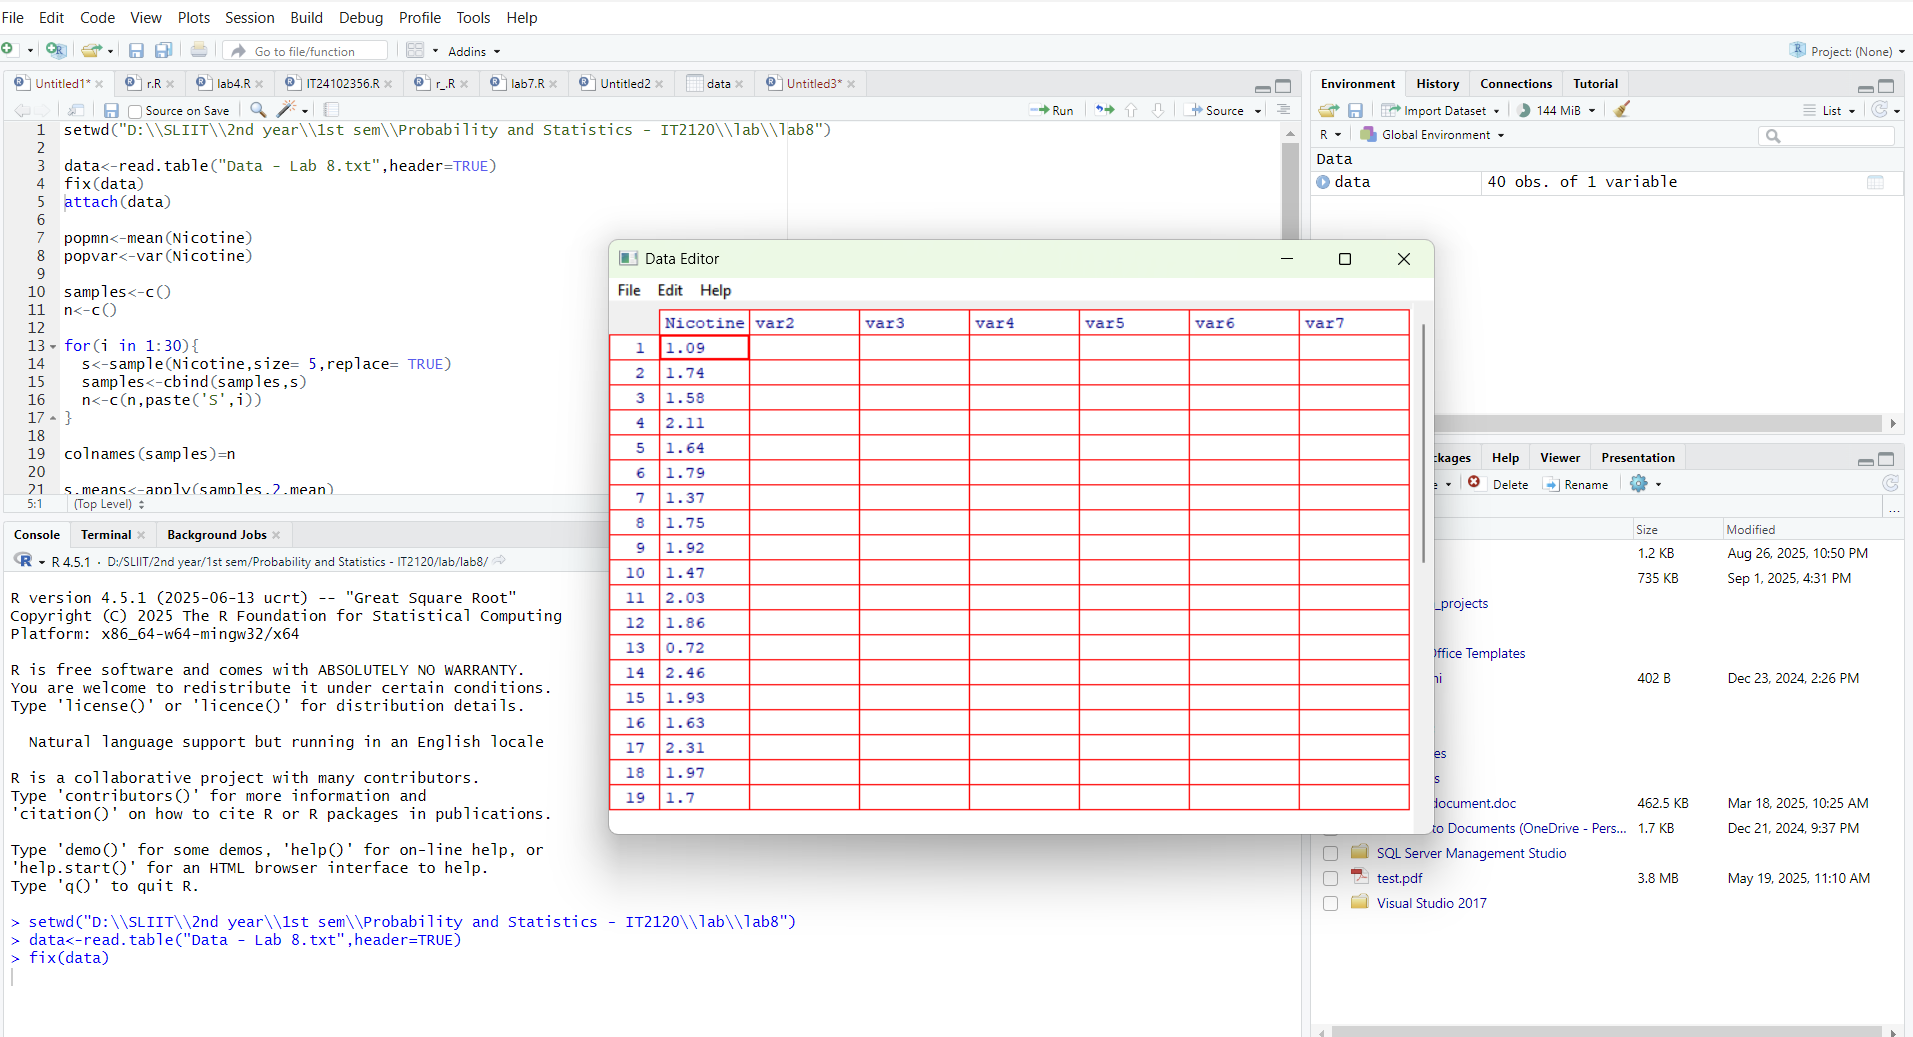 File Edit Code View Plots Session Build Debug Profile Tools Help
Go to file/function Addins Project: (None)
Untitled1* r.R lab4.R IT24102356.R r_.R lab7.R Untitled2 data Untitled3*
Source on Save Run Source
1 setwd("D:\\SLIIT\\2nd year\\1st sem\\Probability and Statistics - IT2120\\lab\\lab8")
2
3 data<-read.table("Data - Lab 8.txt",header=TRUE)
4 fix(data)
5 attach(data)
6
7 popmn<-mean(Nicotine)
8 popvar<-var(Nicotine)
9
10 samples<-c()
11 n<-c()
12
13 for(i in 1:30){
14 s<-sample(Nicotine,size= 5,replace= TRUE)
15 samples<-cbind(samples,s)
16 n<-c(n,paste('S',i))
17 }
18
19 colnames(samples)=n
20
21 s.means<-apply(samples,2,mean)
5:1 (Top Level)
Console Terminal Background Jobs
R 4.5.1 · D:/SLIIT/2nd year/1st sem/Probability and Statistics - IT2120/lab/lab8/
R version 4.5.1 (2025-06-13 ucrt) -- "Great Square Root"
Copyright (C) 2025 The R Foundation for Statistical Computing
Platform: x86_64-w64-mingw32/x64
R is free software and comes with ABSOLUTELY NO WARRANTY.
You are welcome to redistribute it under certain conditions.
Type 'license()' or 'licence()' for distribution details.
Natural language support but running in an English locale
R is a collaborative project with many contributors.
Type 'contributors()' for more information and
'citation()' on how to cite R or R packages in publications.
Type 'demo()' for some demos, 'help()' for on-line help, or
'help.start()' for an HTML browser interface to help.
Type 'q()' to quit R.
> setwd("D:\\SLIIT\\2nd year\\1st sem\\Probability and Statistics - IT2120\\lab\\lab8")
> data<-read.table("Data - Lab 8.txt",header=TRUE)
> fix(data)
Data Editor
File Edit Help
Nicotine var2 var3 var4 var5 var6 var7
1 1.09
2 1.74
3 1.58
4 2.11
5 1.64
6 1.79
7 1.37
8 1.75
9 1.92
10 1.47
11 2.03
12 1.86
13 0.72
14 2.46
15 1.93
16 1.63
17 2.31
18 1.97
19 1.7
Environment History Connections Tutorial
Import Dataset 144 MiB List
R Global Environment
Data
data 40 obs. of 1 variable
ckages Help Viewer Presentation
e Delete Rename
...
Size Modified
1.2 KB Aug 26, 2025, 10:50 PM
735 KB Sep 1, 2025, 4:31 PM
_projects
ffice Templates
ni 402 B Dec 23, 2024, 2:26 PM
es
s
document.doc 462.5 KB Mar 18, 2025, 10:25 AM
to Documents (OneDrive - Pers... 1.7 KB Dec 21, 2024, 9:37 PM
SQL Server Management Studio
test.pdf 3.8 MB May 19, 2025, 11:10 AM
Visual Studio 2017